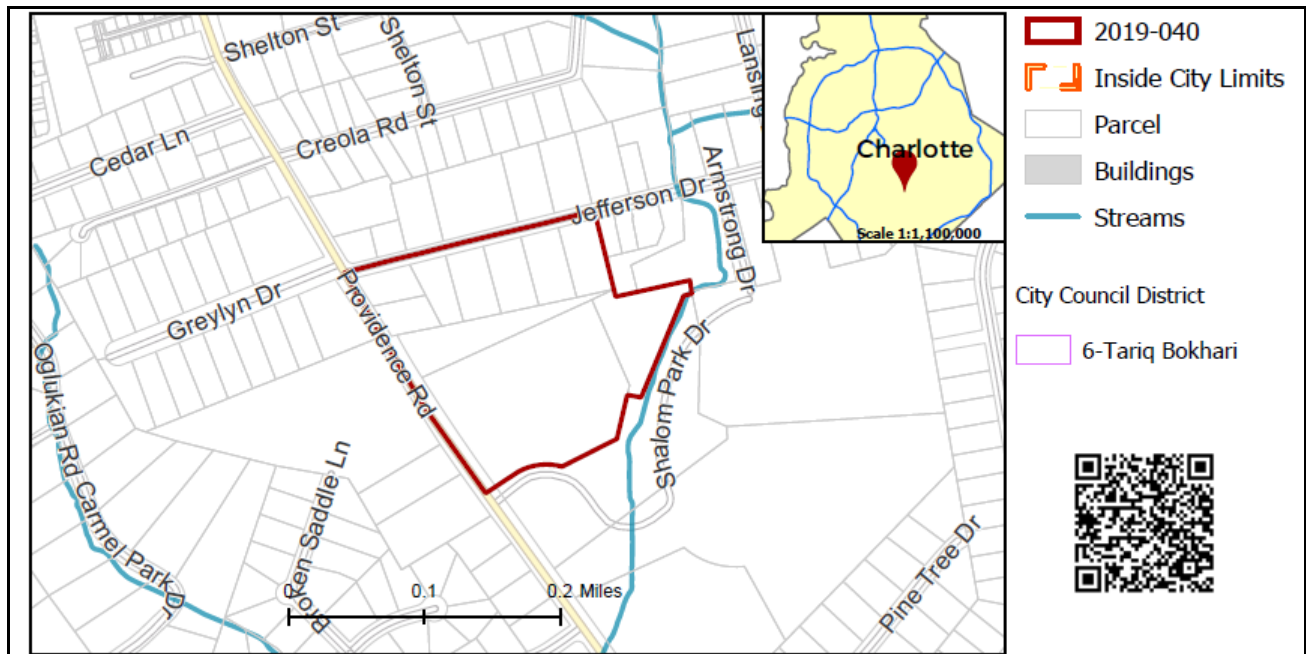 Shelton St
Shelton St
Lansing
Cedar Ln
Creola Rd
Armstrong Dr
Jefferson Dr
Greylyn Dr
Providence Rd
Oglukian Rd
Shalom Park Dr
Broken Saddle Ln
Carmel Park Dr
Pine Tree Dr
0 0.1 0.2 Miles
Charlotte
Scale 1:1,100,000
2019-040
Inside City Limits
Parcel
Buildings
Streams
City Council District
6-Tariq Bokhari